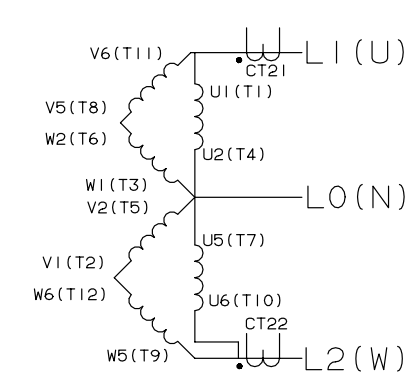 V6(T11)
L1(U)
CT21
U1(T1)
V5(T8)
W2(T6)
U2(T4)
W1(T3)
V2(T5)
L0(N)
U5(T7)
V1(T2)
W6(T12)
U6(T10)
CT22
W5(T9)
L2(W)